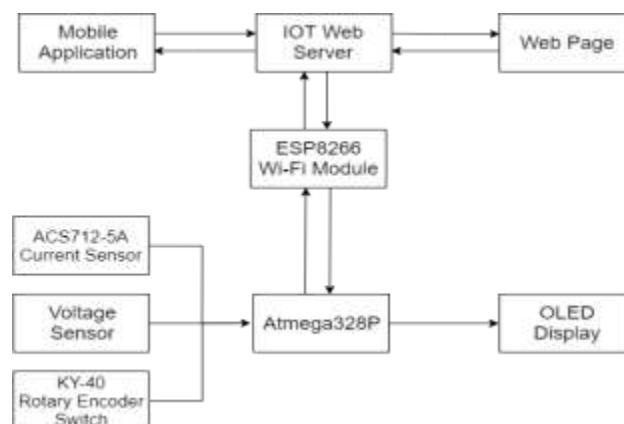 Mobile
Application
IOT Web
Server
Web Page
ESP8266
Wi-Fi Module
ACS712-5A
Current Sensor
Voltage
Sensor
Atmega328P
OLED
Display
KY-40
Rotary Encoder
Switch